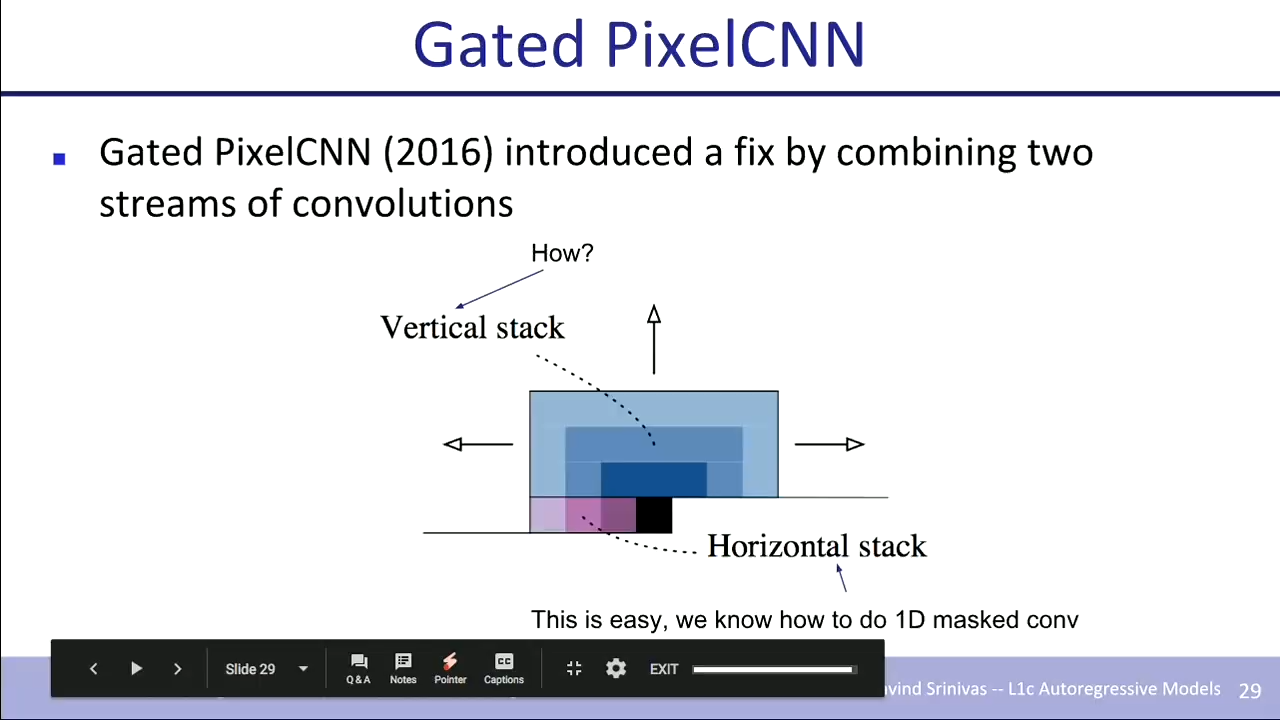 Gated PixelCNN
Gated PixelCNN (2016) introduced a fix by combining two
streams of convolutions
How?
Vertical stack
Horizontal stack
This is easy, we know how to do 1D masked conv
Slide 29
Q & A
Notes
Pointer
CC
Captions
EXIT
Srinivas -- L1c Autoregressive Models
29